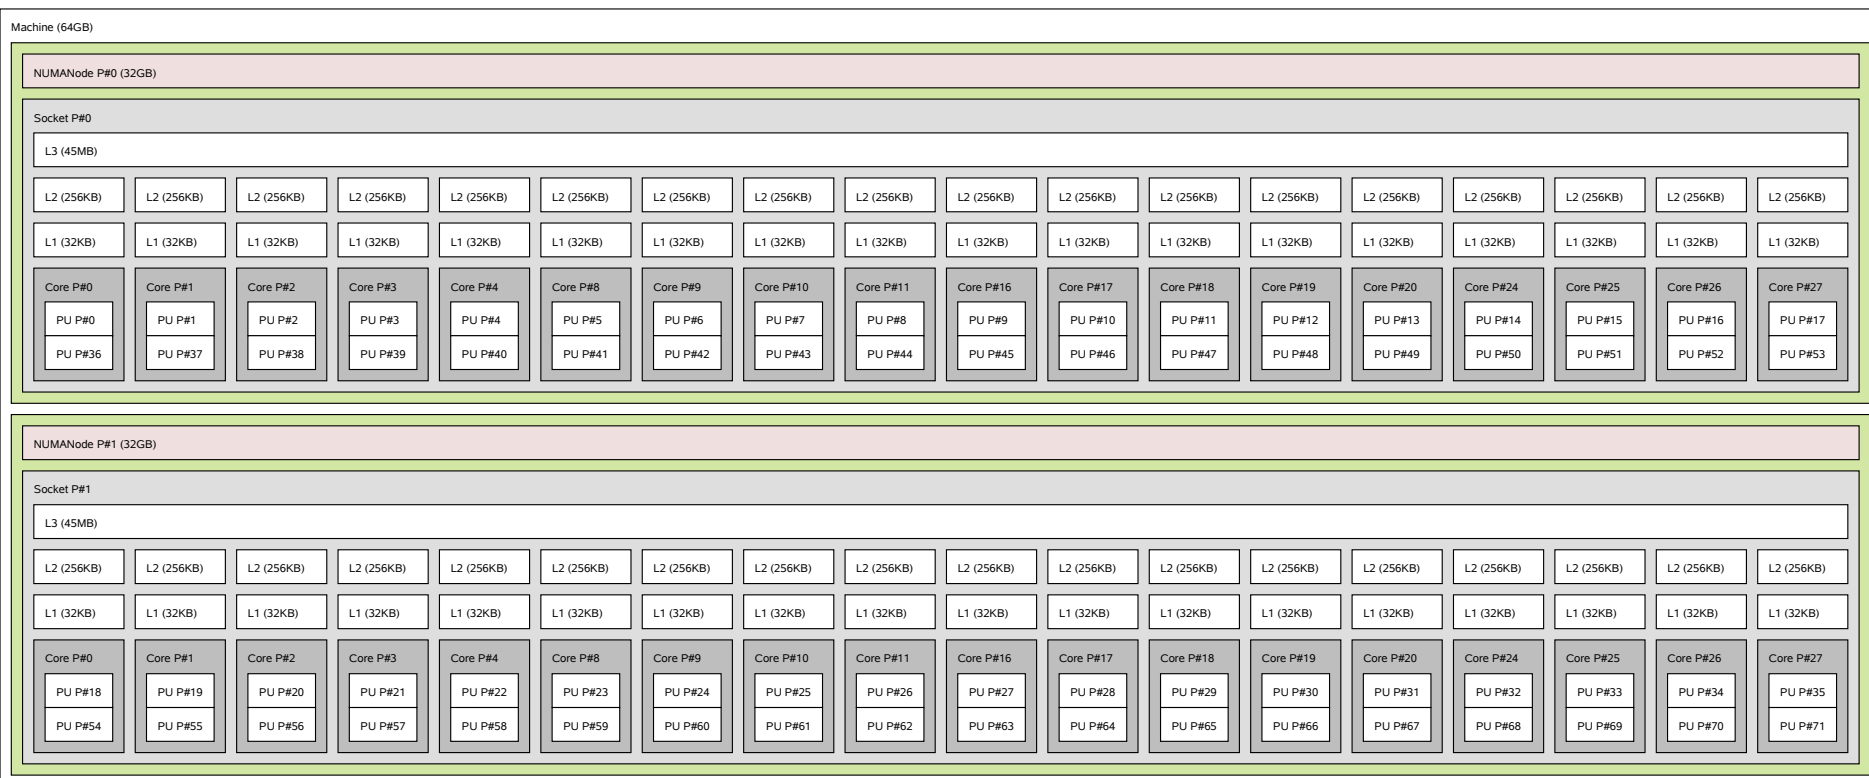 Machine (64GB)
NUMANode P#0 (32GB)
Socket P#0
L3 (45MB)
L2 (256KB) L2 (256KB) L2 (256KB) L2 (256KB) L2 (256KB) L2 (256KB) L2 (256KB) L2 (256KB) L2 (256KB) L2 (256KB) L2 (256KB) L2 (256KB) L2 (256KB) L2 (256KB) L2 (256KB) L2 (256KB) L2 (256KB) L2 (256KB)
L1 (32KB) L1 (32KB) L1 (32KB) L1 (32KB) L1 (32KB) L1 (32KB) L1 (32KB) L1 (32KB) L1 (32KB) L1 (32KB) L1 (32KB) L1 (32KB) L1 (32KB) L1 (32KB) L1 (32KB) L1 (32KB) L1 (32KB) L1 (32KB)
Core P#0 Core P#1 Core P#2 Core P#3 Core P#4 Core P#8 Core P#9 Core P#10 Core P#11 Core P#16 Core P#17 Core P#18 Core P#19 Core P#20 Core P#24 Core P#25 Core P#26 Core P#27
PU P#0 PU P#1 PU P#2 PU P#3 PU P#4 PU P#5 PU P#6 PU P#7 PU P#8 PU P#9 PU P#10 PU P#11 PU P#12 PU P#13 PU P#14 PU P#15 PU P#16 PU P#17
PU P#36 PU P#37 PU P#38 PU P#39 PU P#40 PU P#41 PU P#42 PU P#43 PU P#44 PU P#45 PU P#46 PU P#47 PU P#48 PU P#49 PU P#50 PU P#51 PU P#52 PU P#53
NUMANode P#1 (32GB)
Socket P#1
L3 (45MB)
L2 (256KB) L2 (256KB) L2 (256KB) L2 (256KB) L2 (256KB) L2 (256KB) L2 (256KB) L2 (256KB) L2 (256KB) L2 (256KB) L2 (256KB) L2 (256KB) L2 (256KB) L2 (256KB) L2 (256KB) L2 (256KB) L2 (256KB) L2 (256KB)
L1 (32KB) L1 (32KB) L1 (32KB) L1 (32KB) L1 (32KB) L1 (32KB) L1 (32KB) L1 (32KB) L1 (32KB) L1 (32KB) L1 (32KB) L1 (32KB) L1 (32KB) L1 (32KB) L1 (32KB) L1 (32KB) L1 (32KB) L1 (32KB)
Core P#0 Core P#1 Core P#2 Core P#3 Core P#4 Core P#8 Core P#9 Core P#10 Core P#11 Core P#16 Core P#17 Core P#18 Core P#19 Core P#20 Core P#24 Core P#25 Core P#26 Core P#27
PU P#18 PU P#19 PU P#20 PU P#21 PU P#22 PU P#23 PU P#24 PU P#25 PU P#26 PU P#27 PU P#28 PU P#29 PU P#30 PU P#31 PU P#32 PU P#33 PU P#34 PU P#35
PU P#54 PU P#55 PU P#56 PU P#57 PU P#58 PU P#59 PU P#60 PU P#61 PU P#62 PU P#63 PU P#64 PU P#65 PU P#66 PU P#67 PU P#68 PU P#69 PU P#70 PU P#71